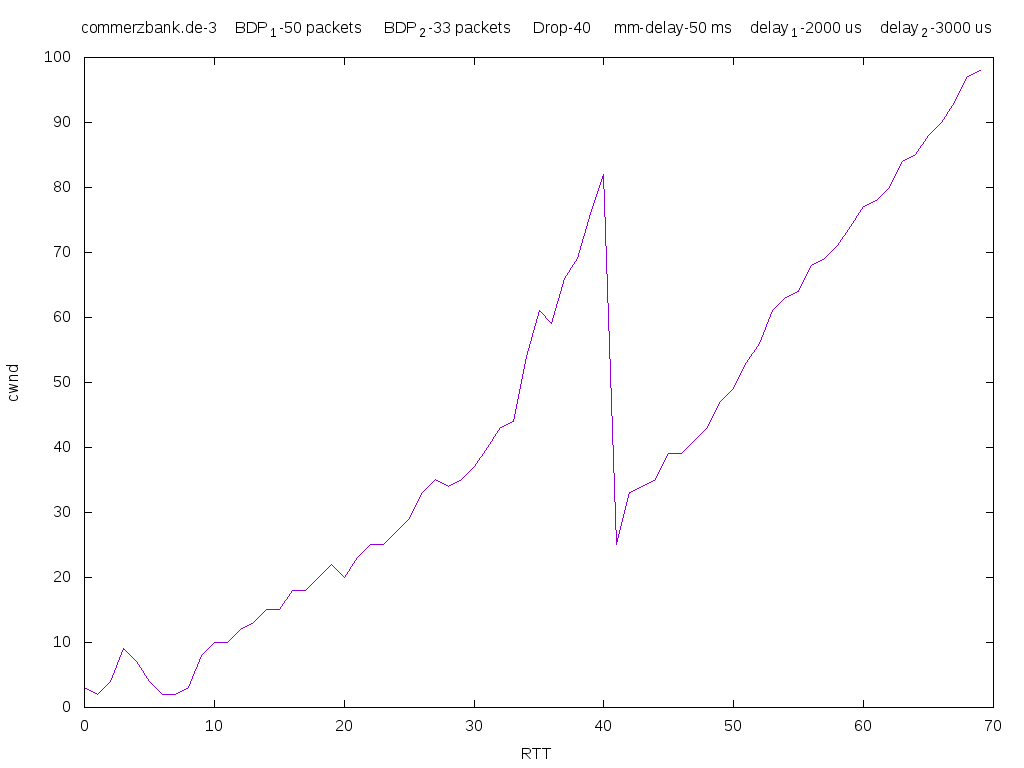 commerzbank.de-3 BDP1-50 packets BDP2-33 packets Drop-40 mm-delay-50 ms delay1-2000 us delay2-3000 us
100
90
80
70
60
50
40
30
20
10
0
cwnd
0 10 20 30 40 50 60 70
RTT